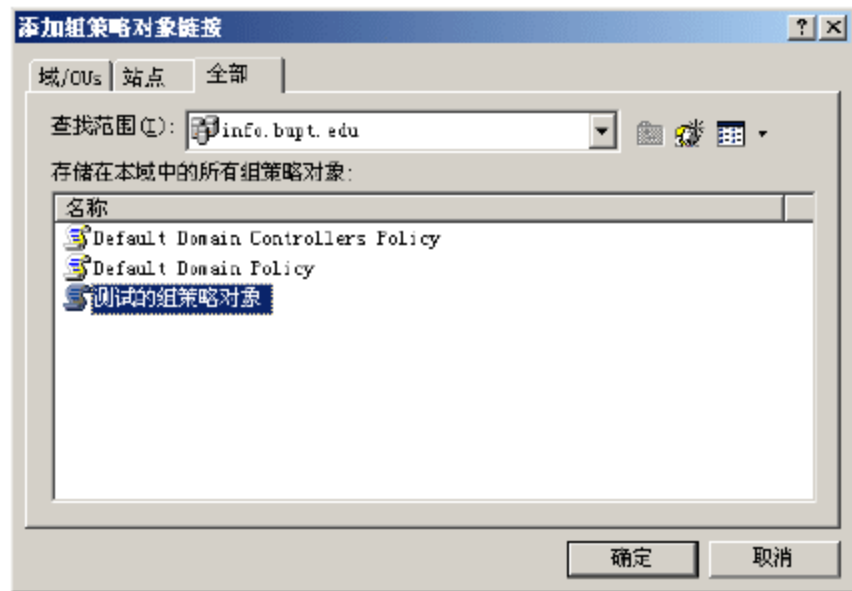 添加组策略对象链接
域/OUs 站点 全部
查找范围(I): info.bupt.edu
存储在本域中的所有组策略对象:
名称
Default Domain Controllers Policy
Default Domain Policy
测试的组策略对象
确定 取消